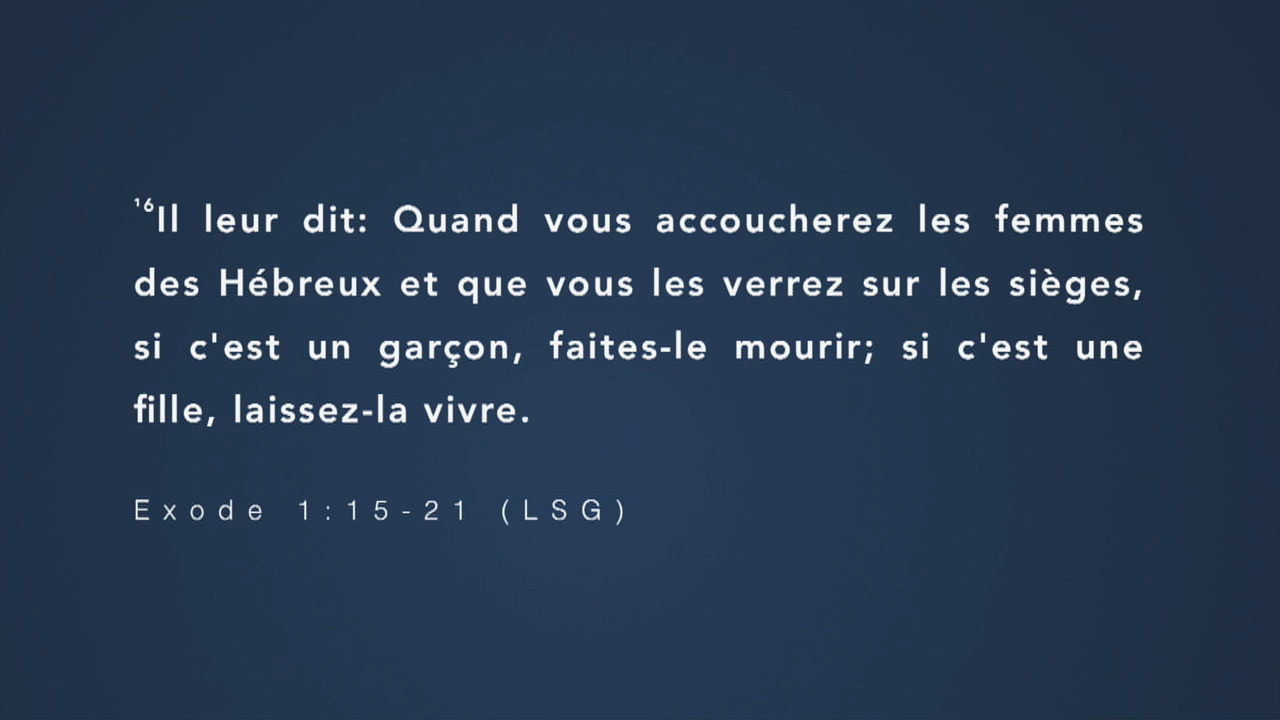 ¹⁶Il leur dit: Quand vous accoucherez les femmes
des Hébreux et que vous les verrez sur les sièges,
si c'est un garçon, faites-le mourir; si c'est une
fille, laissez-la vivre.
Exode 1:15-21 (LSG)